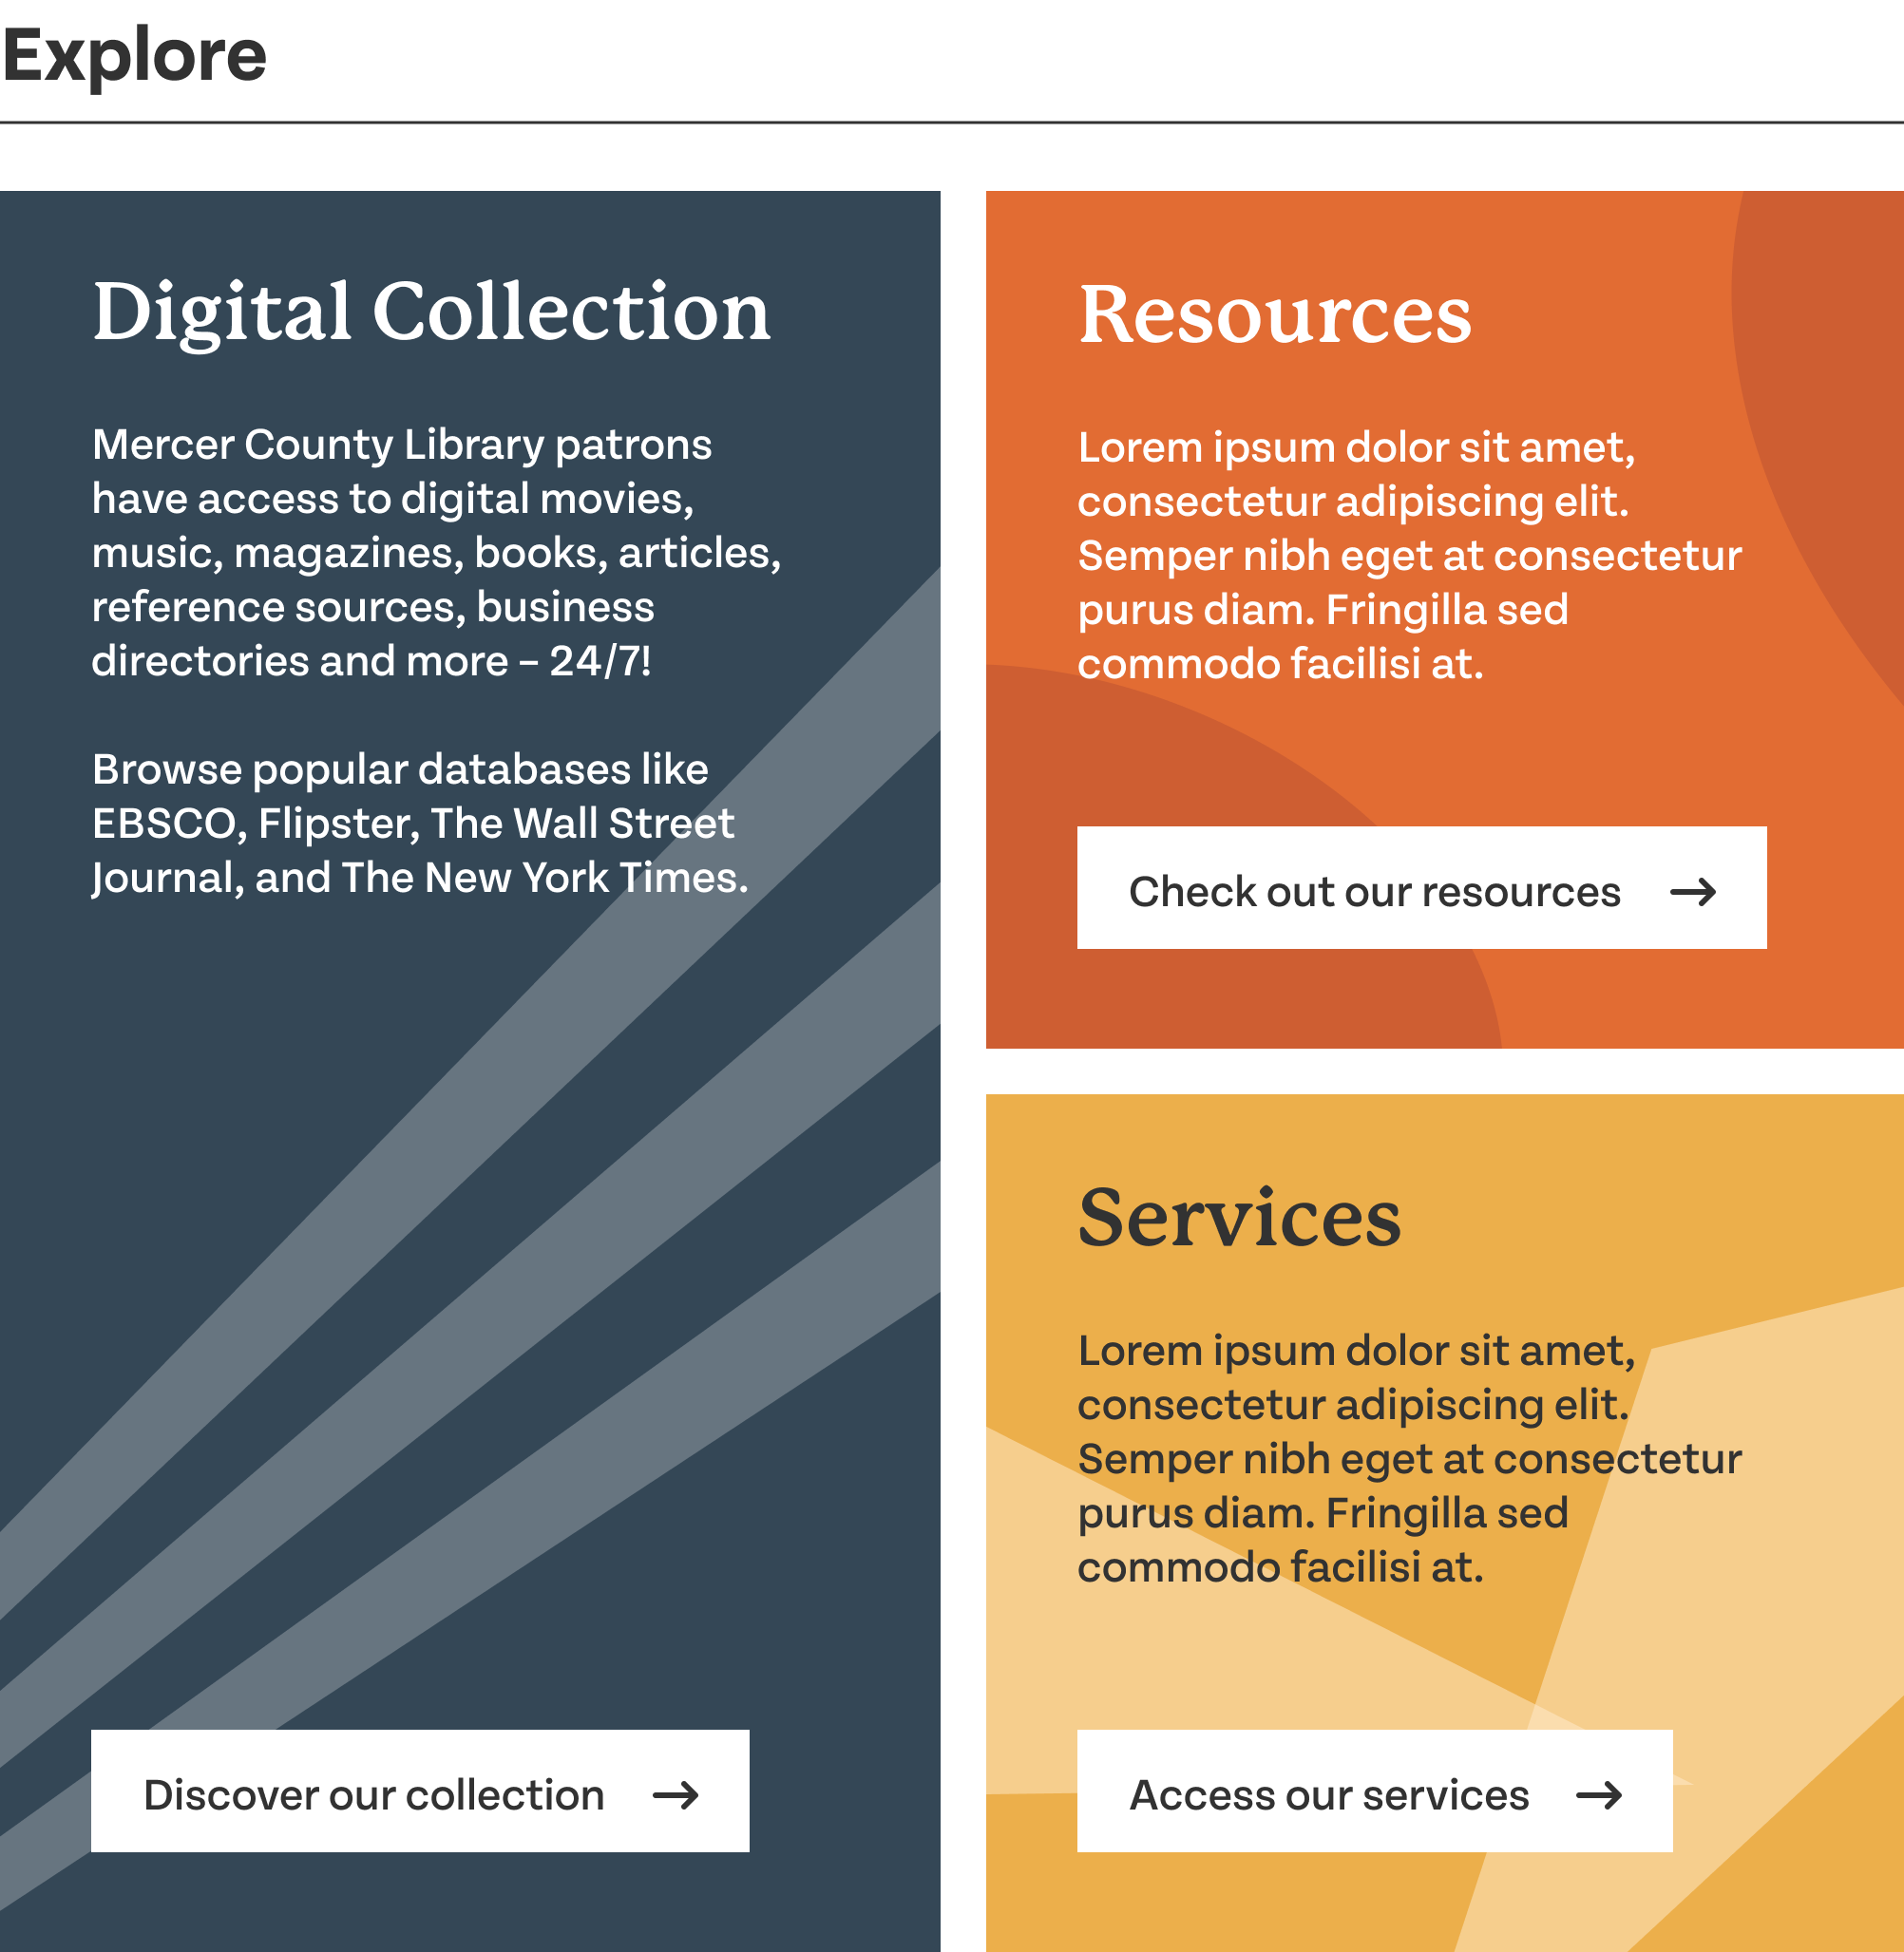 Explore
Digital Collection
Mercer County Library patrons
have access to digital movies,
music, magazines, books, articles,
reference sources, business
directories and more – 24/7!
Browse popular databases like
EBSCO, Flipster, The Wall Street
Journal, and The New York Times.
Discover our collection →
Resources
Lorem ipsum dolor sit amet,
consectetur adipiscing elit.
Semper nibh eget at consectetur
purus diam. Fringilla sed
commodo facilisi at.
Check out our resources →
Services
Lorem ipsum dolor sit amet,
consectetur adipiscing elit.
Semper nibh eget at consectetur
purus diam. Fringilla sed
commodo facilisi at.
Access our services →